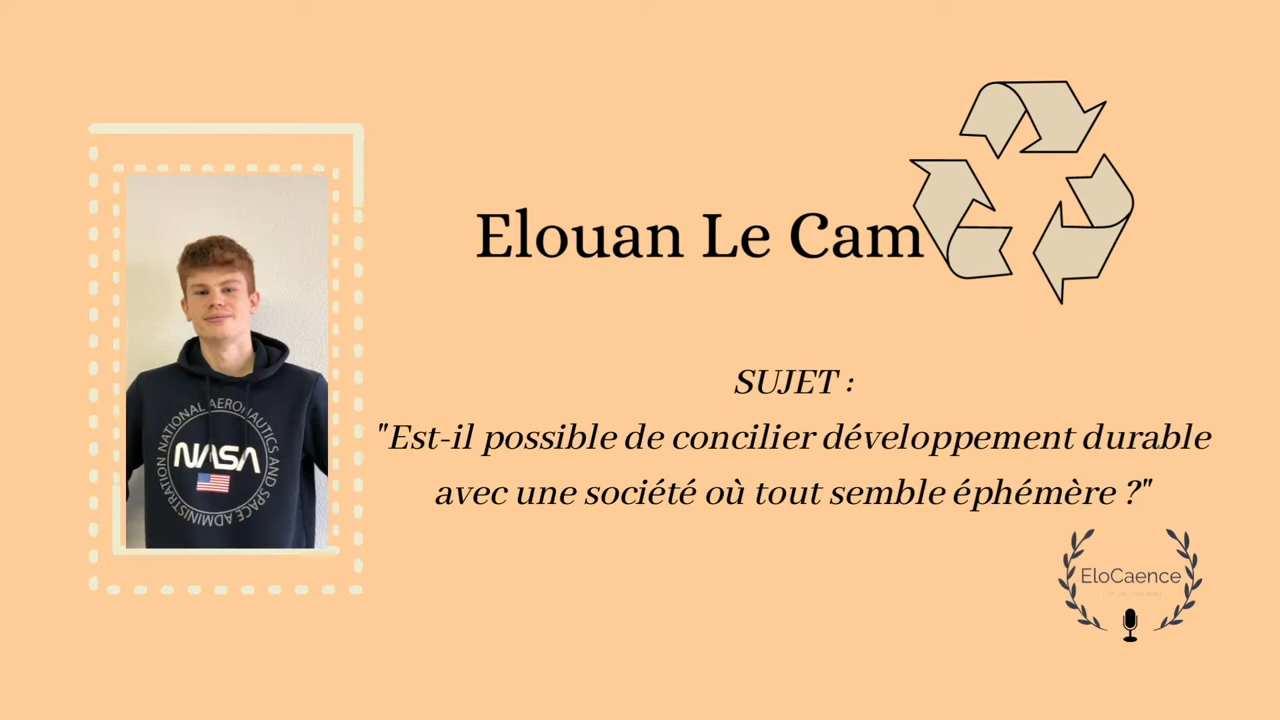 Elouan Le Cam
SUJET :
"Est-il possible de concilier développement durable
avec une société où tout semble éphémère ?"
NATIONAL AERONAUTICS AND SPACE ADMINISTRATION
NASA
EloCaence